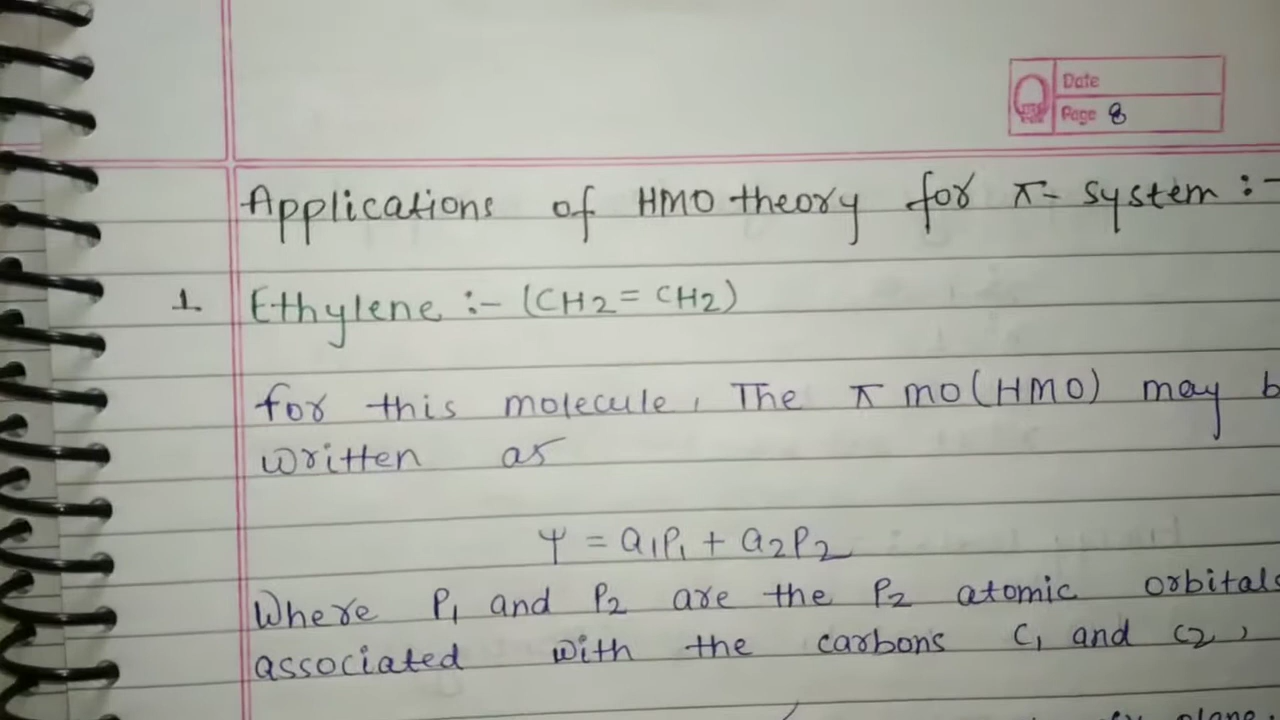 Date
Page 8
Applications of HMO theory for π- system :-
1 Ethylene :- (CH2 = CH2)
for this molecule, The π mo (HMO) may b
written as
Ψ = a1P1 + a2P2
Where P1 and P2 are the P2 atomic orbitals
associated with the carbons C1 and C2,
plane.